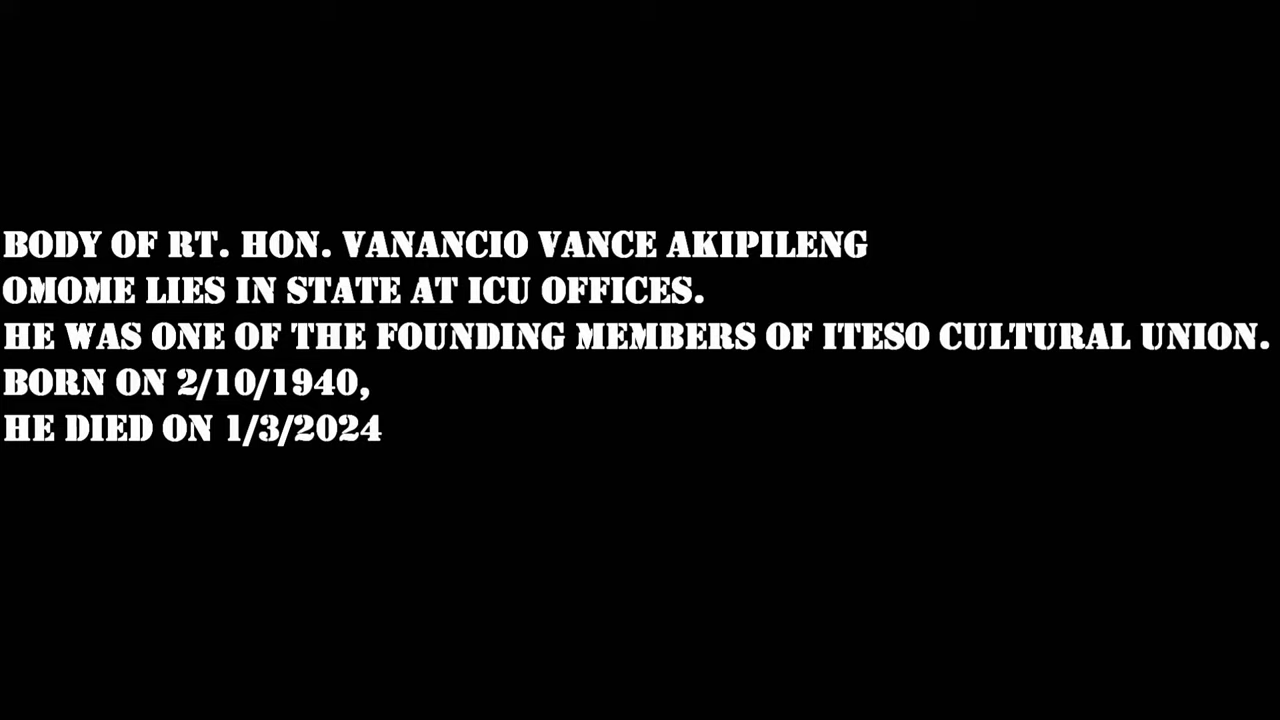 BODY OF RT. HON. VANANCIO VANCE AKIPILENG
OMOME LIES IN STATE AT ICU OFFICES.
HE WAS ONE OF THE FOUNDING MEMBERS OF ITESO CULTURAL UNION.
BORN ON 2/10/1940,
HE DIED ON 1/3/2024